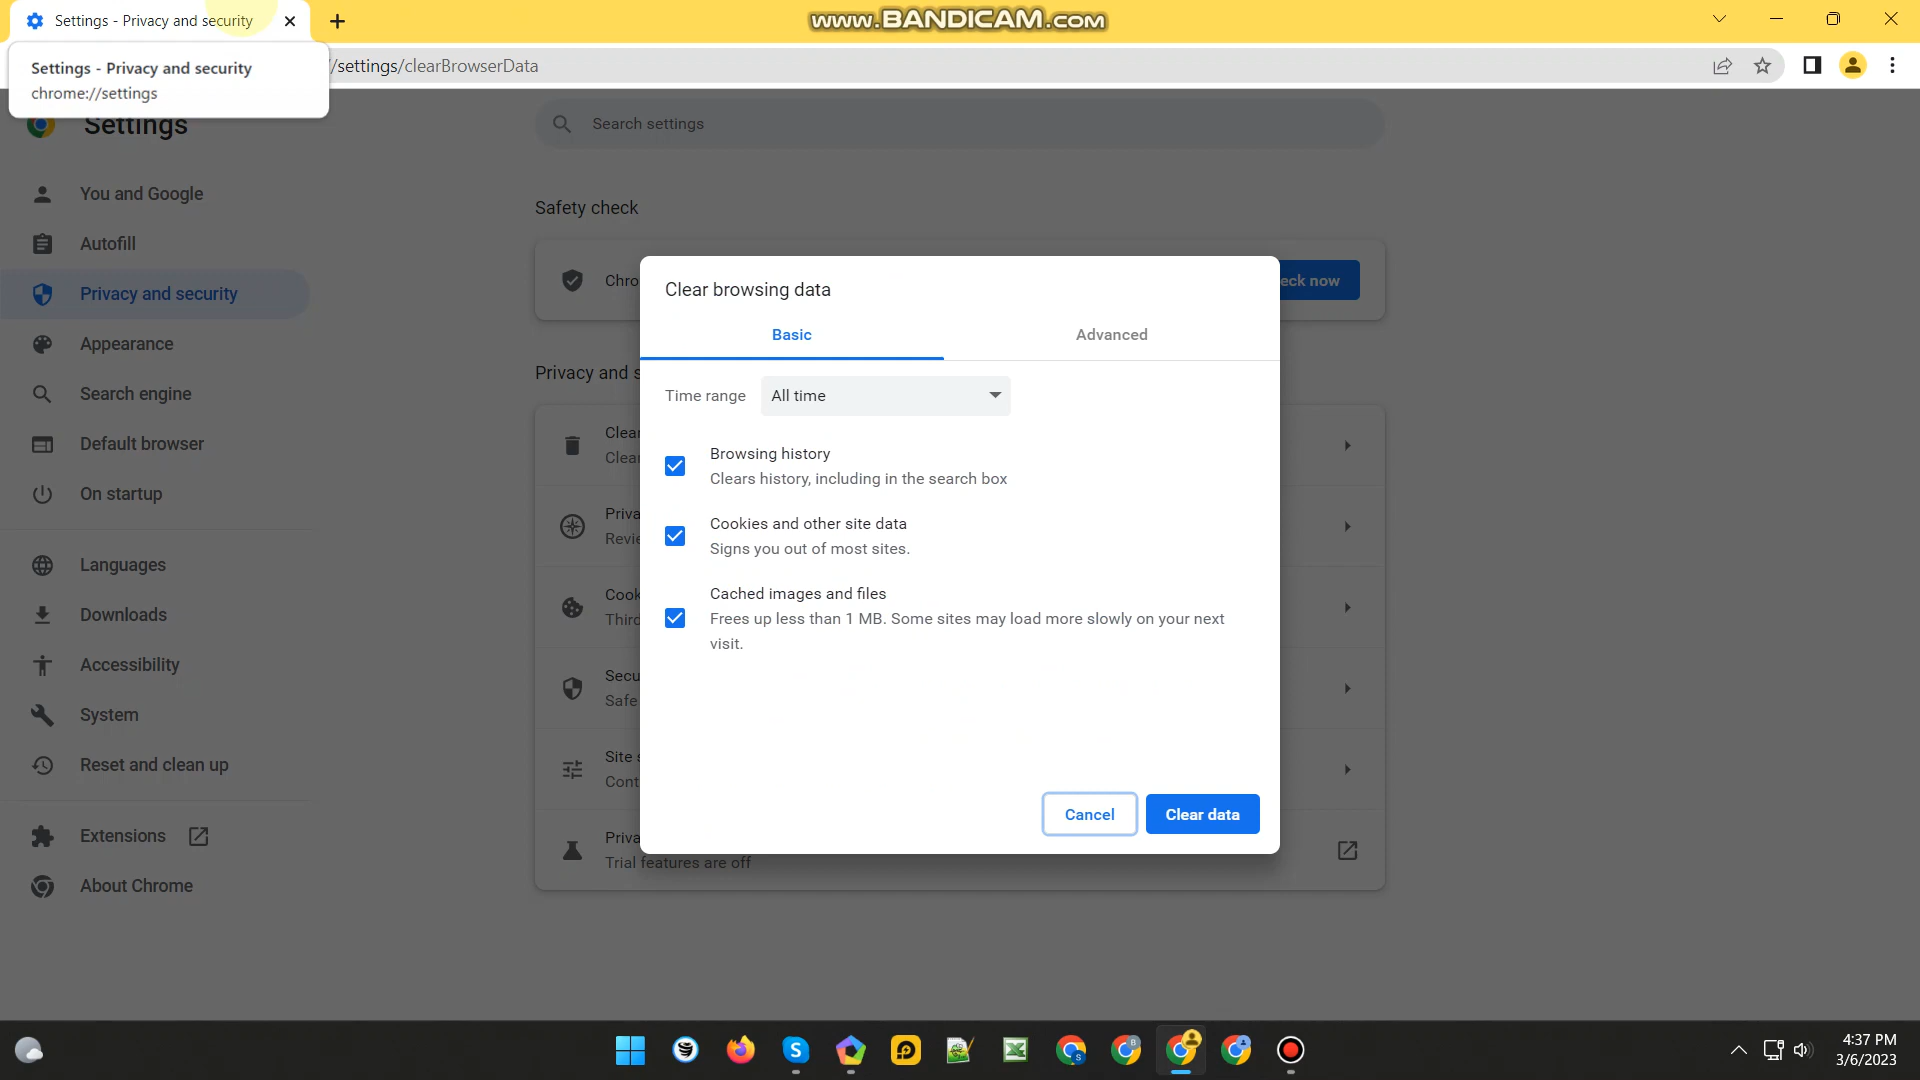 Settings - Privacy and security
www.BANDICAM.com
Settings - Privacy and security
chrome://settings
/settings/clearBrowserData
Settings
Search settings
You and Google
Autofill
Privacy and security
Appearance
Search engine
Default browser
On startup
Languages
Downloads
Accessibility
System
Reset and clean up
Extensions
About Chrome
Safety check
Chro
eck now
Privacy and s
Clear
Clear
Priva
Revie
Cook
Third
Secu
Safe
Site s
Cont
Priva
Trial features are off
Clear browsing data
Basic
Advanced
Time range
All time
Browsing history
Clears history, including in the search box
Cookies and other site data
Signs you out of most sites.
Cached images and files
Frees up less than 1 MB. Some sites may load more slowly on your next
visit.
Cancel
Clear data
4:37 PM
3/6/2023